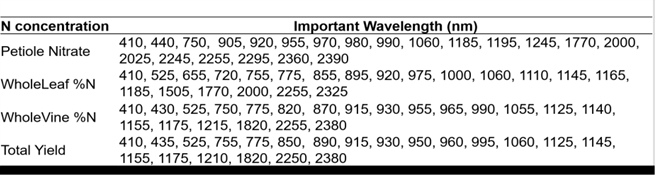 N concentration Important Wavelength (nm)
Petiole Nitrate 410, 440, 750, 905, 920, 955, 970, 980, 990, 1060, 1185, 1195, 1245, 1770, 2000,
2025, 2245, 2255, 2295, 2360, 2390
WholeLeaf %N 410, 525, 655, 720, 755, 775, 855, 895, 920, 975, 1000, 1060, 1110, 1145, 1165,
1185, 1505, 1770, 2000, 2255, 2325
WholeVine %N 410, 430, 525, 750, 775, 820, 870, 915, 930, 955, 965, 990, 1055, 1125, 1140,
1155, 1175, 1215, 1820, 2255, 2380
Total Yield 410, 435, 525, 755, 775, 850, 890, 915, 930, 950, 960, 995, 1060, 1125, 1145,
1155, 1175, 1210, 1820, 2250, 2380